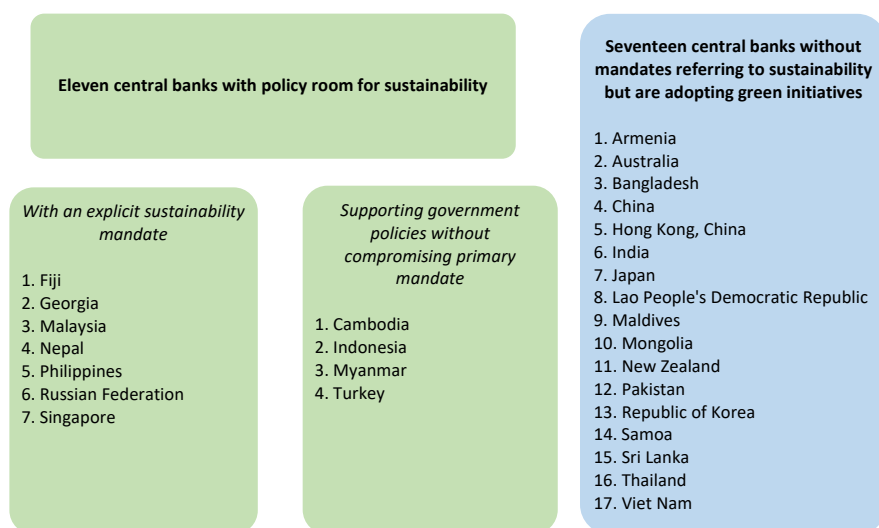 Eleven central banks with policy room for sustainability
With an explicit sustainability
mandate
1. Fiji
2. Georgia
3. Malaysia
4. Nepal
5. Philippines
6. Russian Federation
7. Singapore
Supporting government
policies without
compromising primary
mandate
1. Cambodia
2. Indonesia
3. Myanmar
4. Turkey
Seventeen central banks without
mandates referring to sustainability
but are adopting green initiatives
1. Armenia
2. Australia
3. Bangladesh
4. China
5. Hong Kong, China
6. India
7. Japan
8. Lao People's Democratic Republic
9. Maldives
10. Mongolia
11. New Zealand
12. Pakistan
13. Republic of Korea
14. Samoa
15. Sri Lanka
16. Thailand
17. Viet Nam